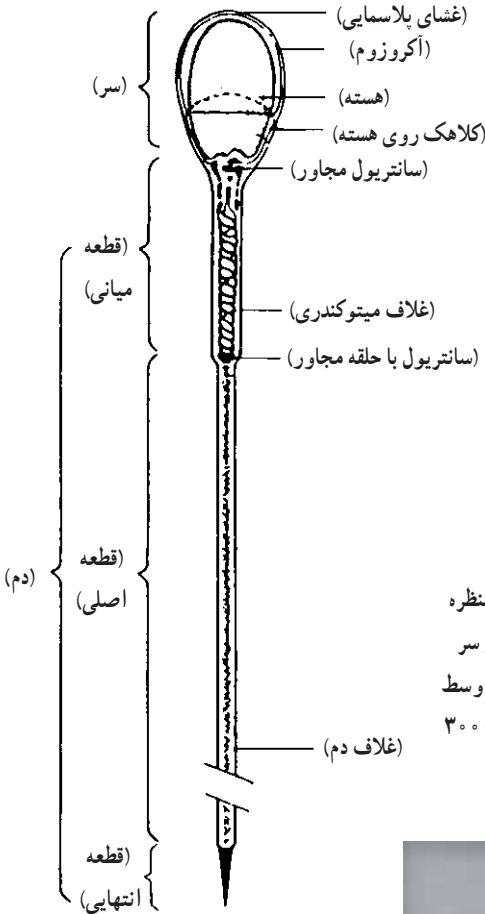 (غشای پلاسمایی)
(آکروزوم)
(سر)
(هسته)
(کلاهک روی هسته)
(سانتریول مجاور)
(قطعه
میانی)
(غلاف میتوکندری)
(سانتریول با حلقه مجاور)
(قطعه
اصلی)
(دم)
نظره
سر
وسط
۳۰۰۰
(غلاف دم)
(قطعه
انتهایی)